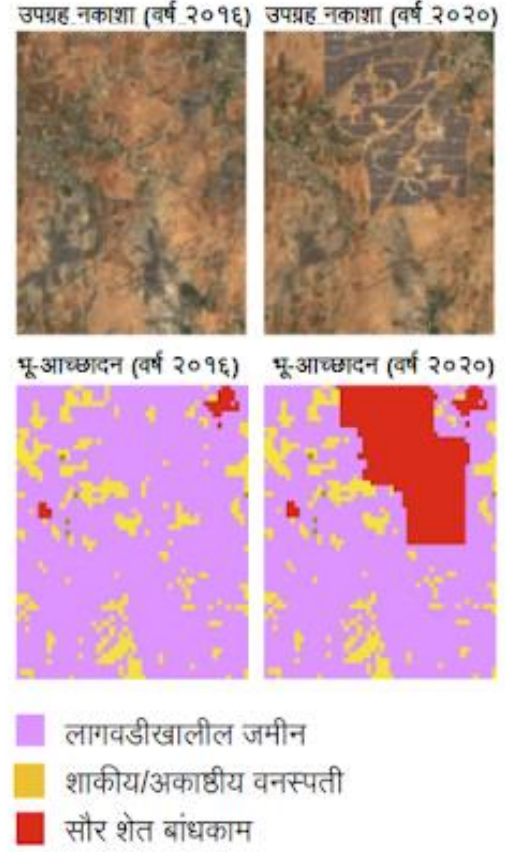 उपग्रह नकाशा (वर्ष २०१६) उपग्रह नकाशा (वर्ष २०२०)
भू-आच्छादन (वर्ष २०१६) भू-आच्छादन (वर्ष २०२०)
लागवडीखालील जमीन
शाकीय/अकाष्ठीय वनस्पती
सौर शेत बांधकाम